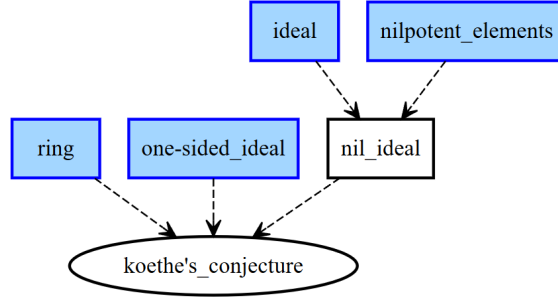 ideal
nilpotent_elements
ring
one-sided_ideal
nil_ideal
koethe's_conjecture